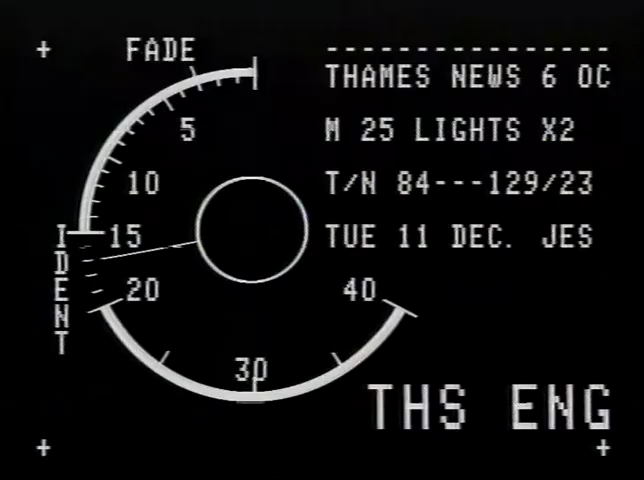 FADE
----------------
THAMES NEWS 6 OC
M 25 LIGHTS X2
T/N 84---129/23
TUE 11 DEC. JES
5
10
15
20
30
40
IDENT
THS ENG